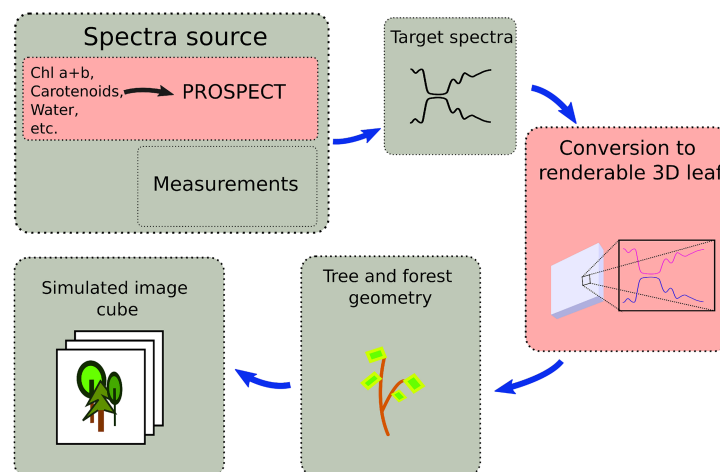 Spectra source
Chl a+b,
Carotenoids,
Water,
etc.
PROSPECT
Measurements
Target spectra
Conversion to
renderable 3D leaf
Tree and forest
geometry
Simulated image
cube